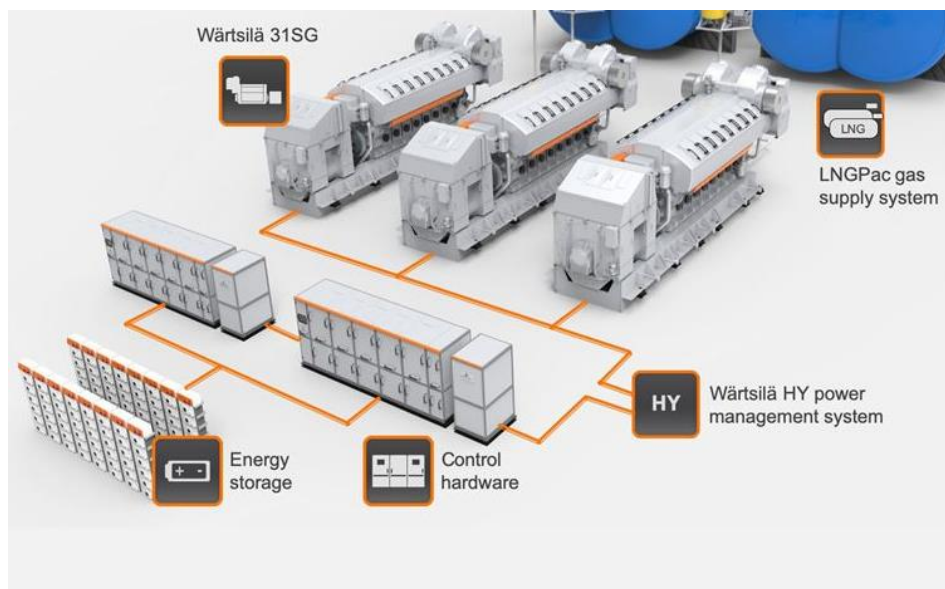 Wärtsilä 31SG
LNG
LNGPac gas
supply system
HY
Wärtsilä HY power
management system
Energy
storage
Control
hardware